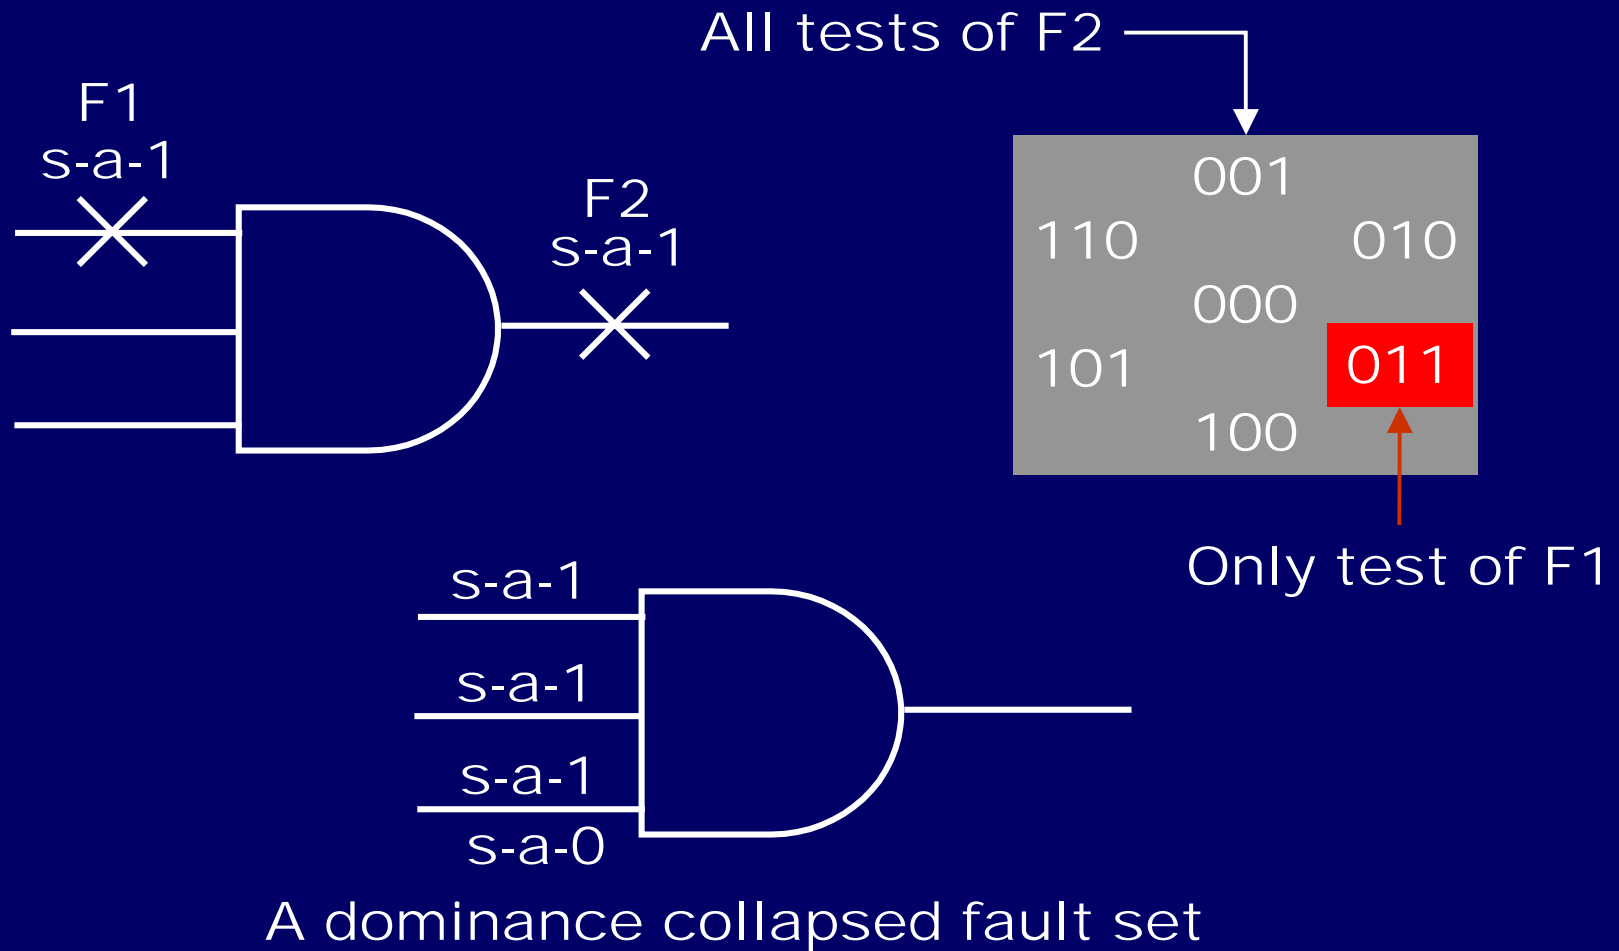 All tests of F2
F1
s-a-1
F2
s-a-1
001
110 010
000
101 011
100
Only test of F1
s-a-1
s-a-1
s-a-1
s-a-0
A dominance collapsed fault set